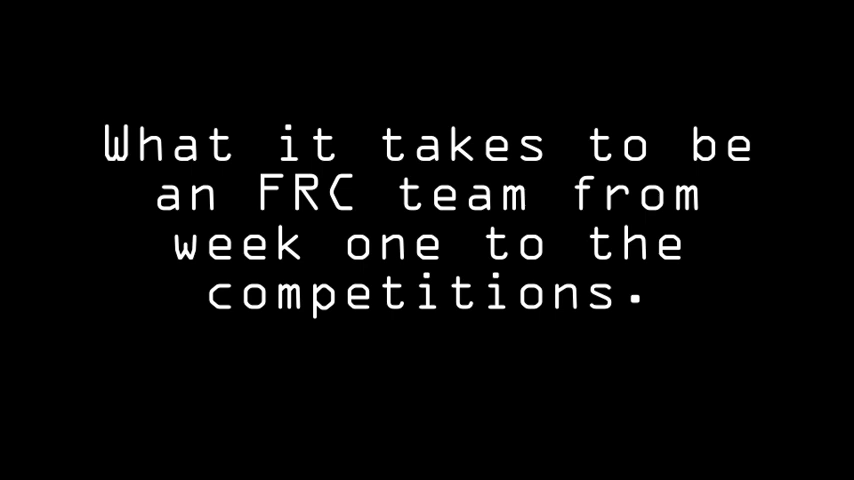 What it takes to be
an FRC team from
week one to the
competitions.